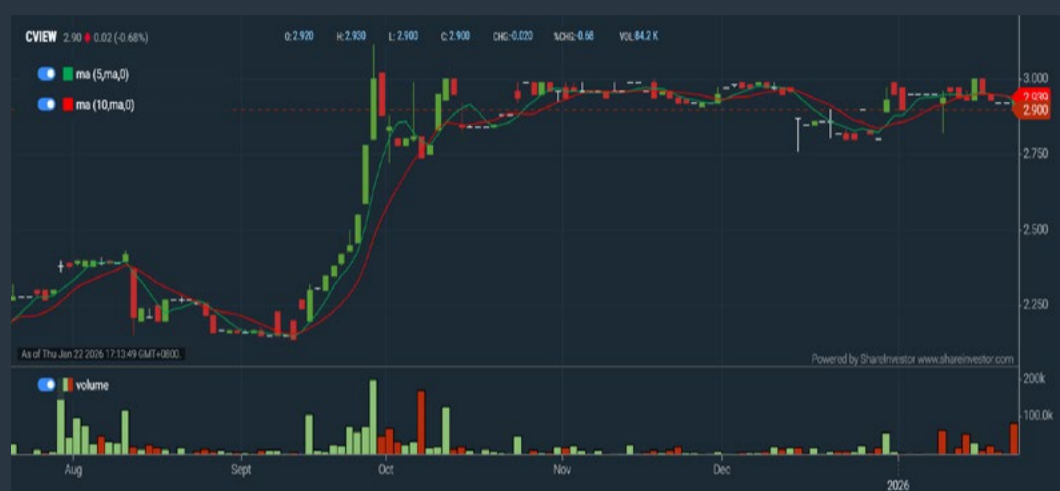 CVIEW 2.90 0.02 (-0.68%) O: 2.920 H: 2.930 L: 2.900 C: 2.900 CHG:-0.020 %CHG:-0.68 VOL:84.2 K
ma (5,ma,0)
ma (10,ma,0)
3.000
2.900
2.750
2.500
2.250
As of Thu Jan 22 2026 17:13:49 GMT+0800.
Powered by ShareInvestor www.shareinvestor.com
volume
200k
100.0k
Aug Sept Oct Nov Dec 2026